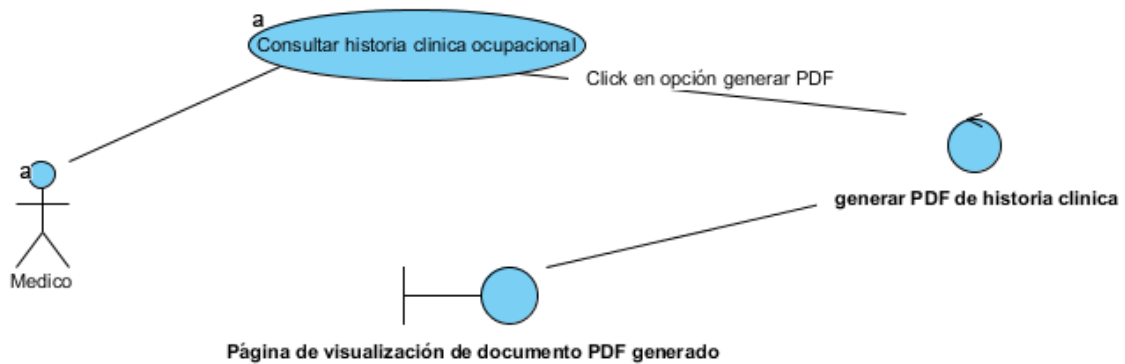 a
Consultar historia clinica ocupacional
Click en opción generar PDF
a
Medico
generar PDF de historia clinica
Página de visualización de documento PDF generado